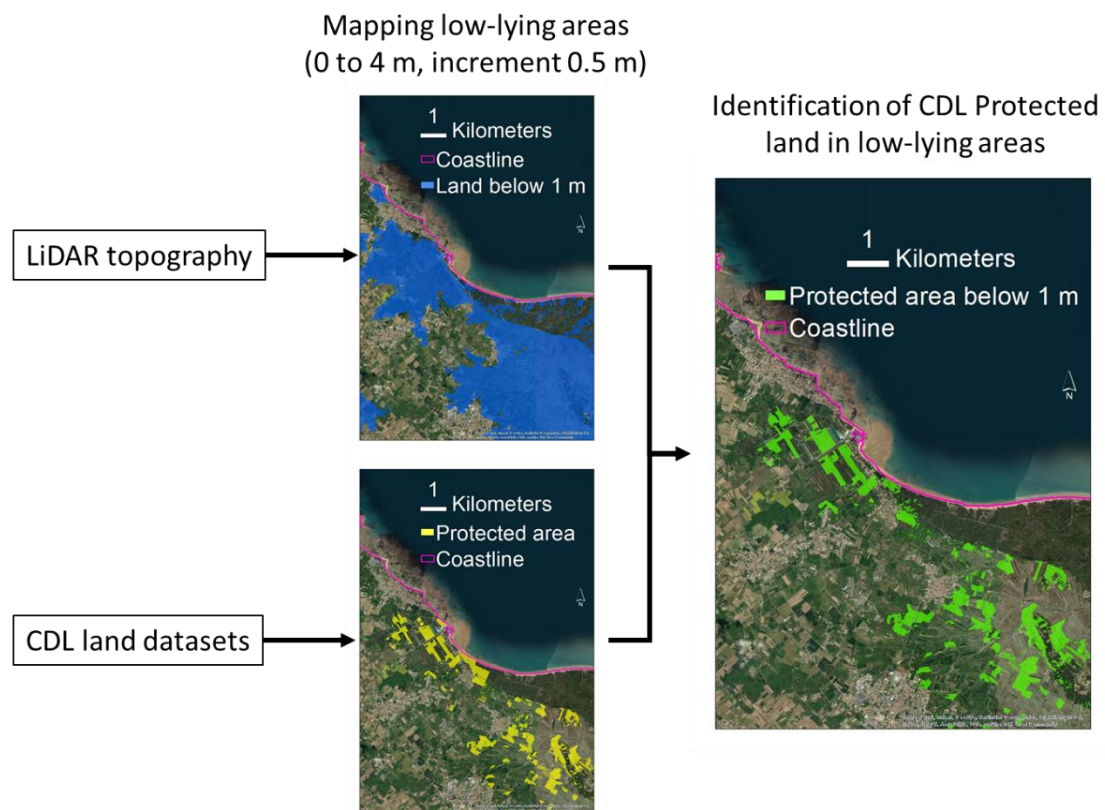 Mapping low-lying areas
(0 to 4 m, increment 0.5 m)
1
Kilometers
Coastline
Land below 1 m
N
LiDAR topography
1
Kilometers
Protected area
Coastline
N
CDL land datasets
Identification of CDL Protected
land in low-lying areas
1
Kilometers
Protected area below 1 m
Coastline
N